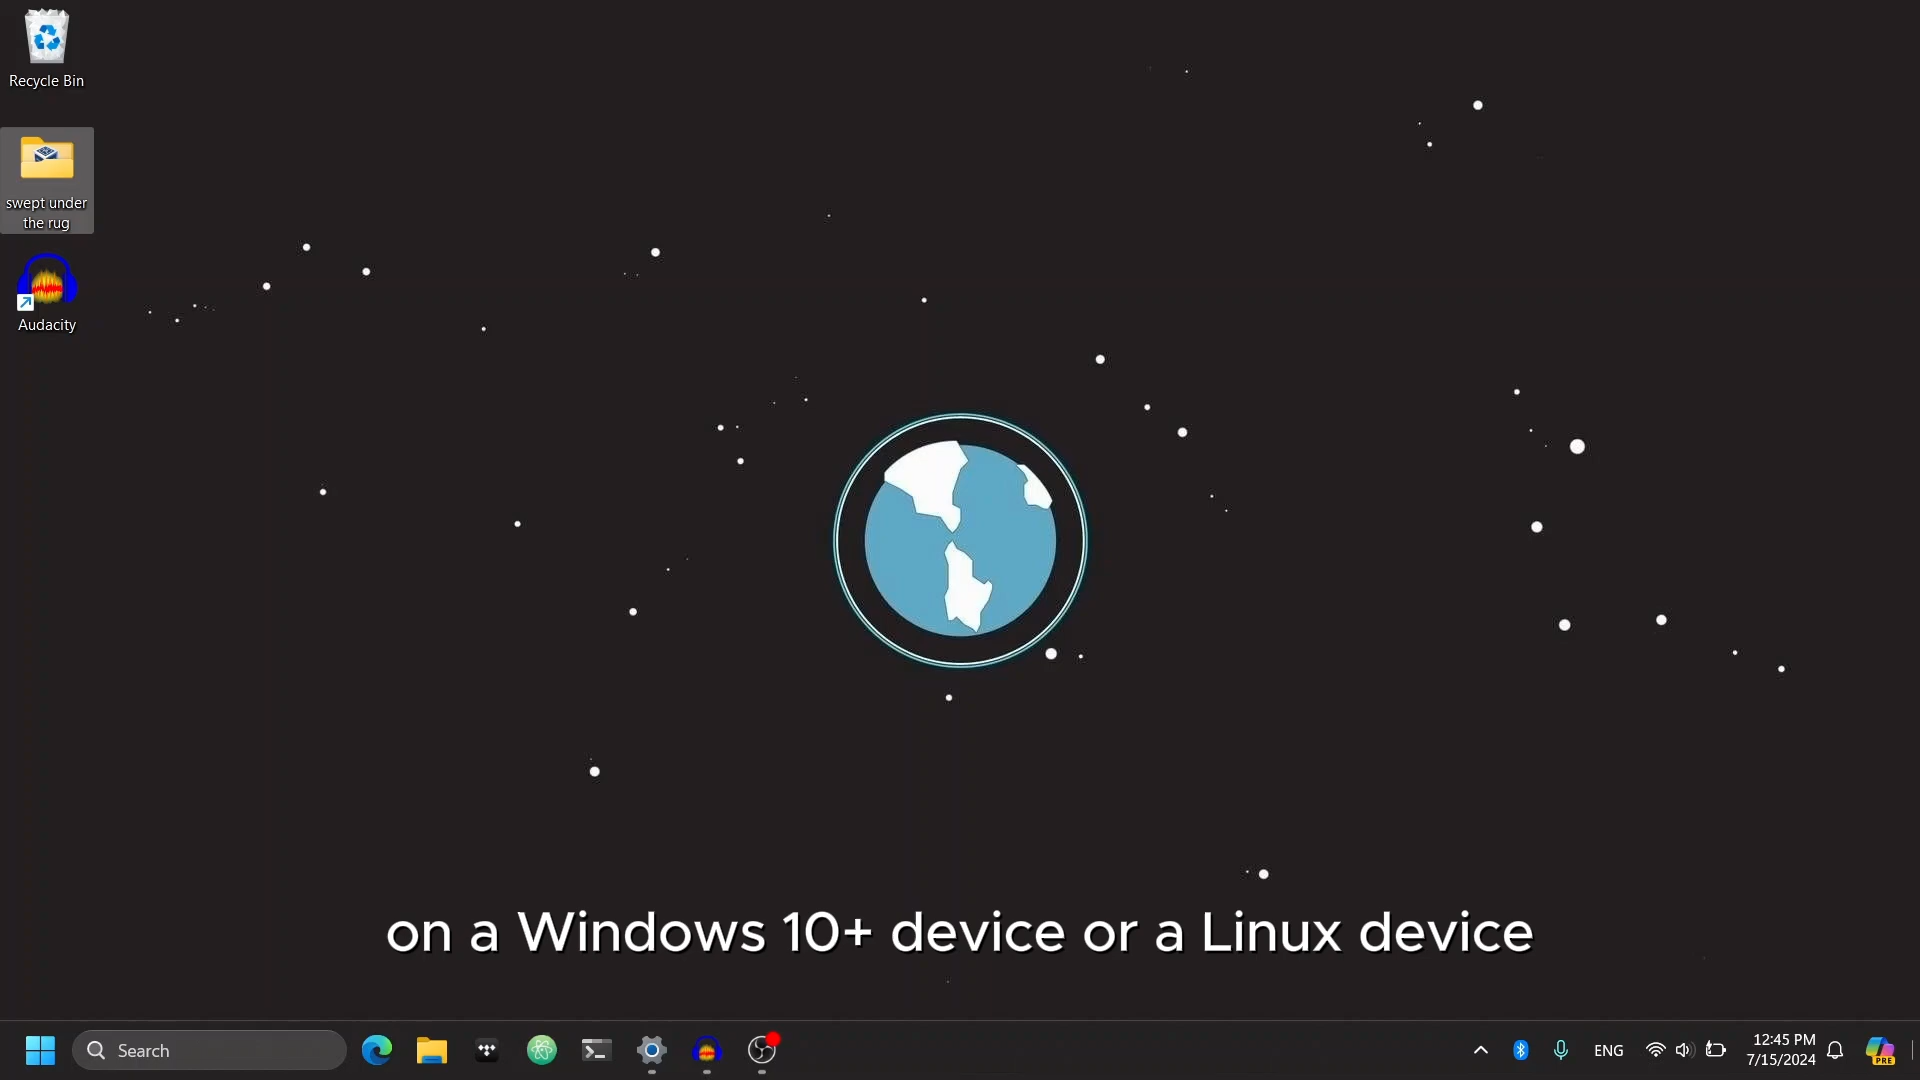 Recycle Bin
swept under
the rug
Audacity
on a Windows 10+ device or a Linux device
Search
ENG
12:45 PM
7/15/2024
PRE